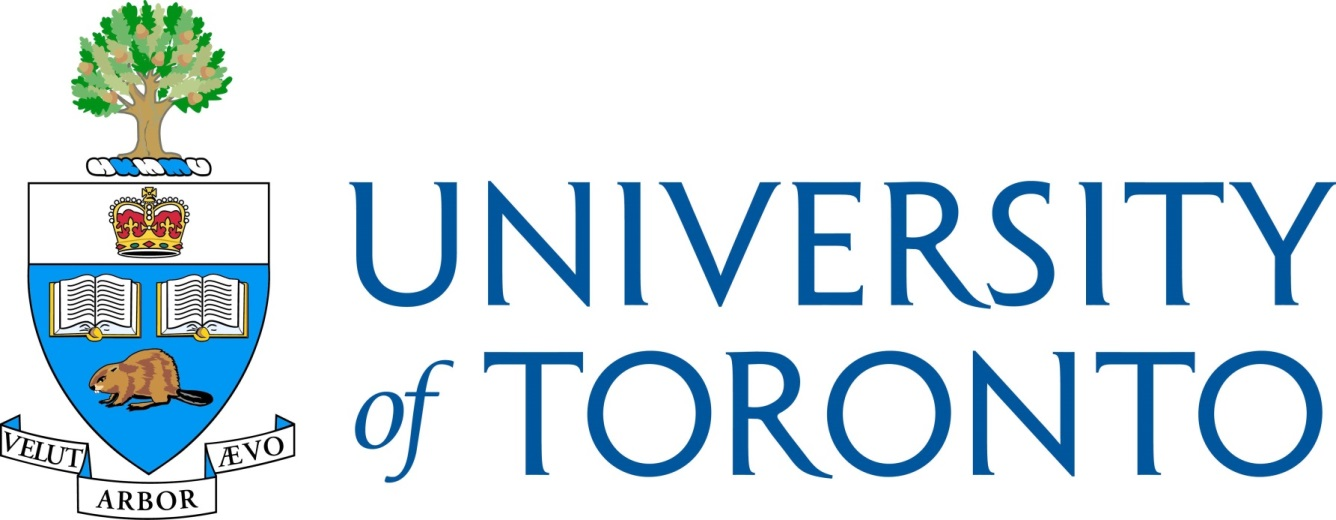 UNIVERSITY
of TORONTO
VELUT ARBOR ÆVO